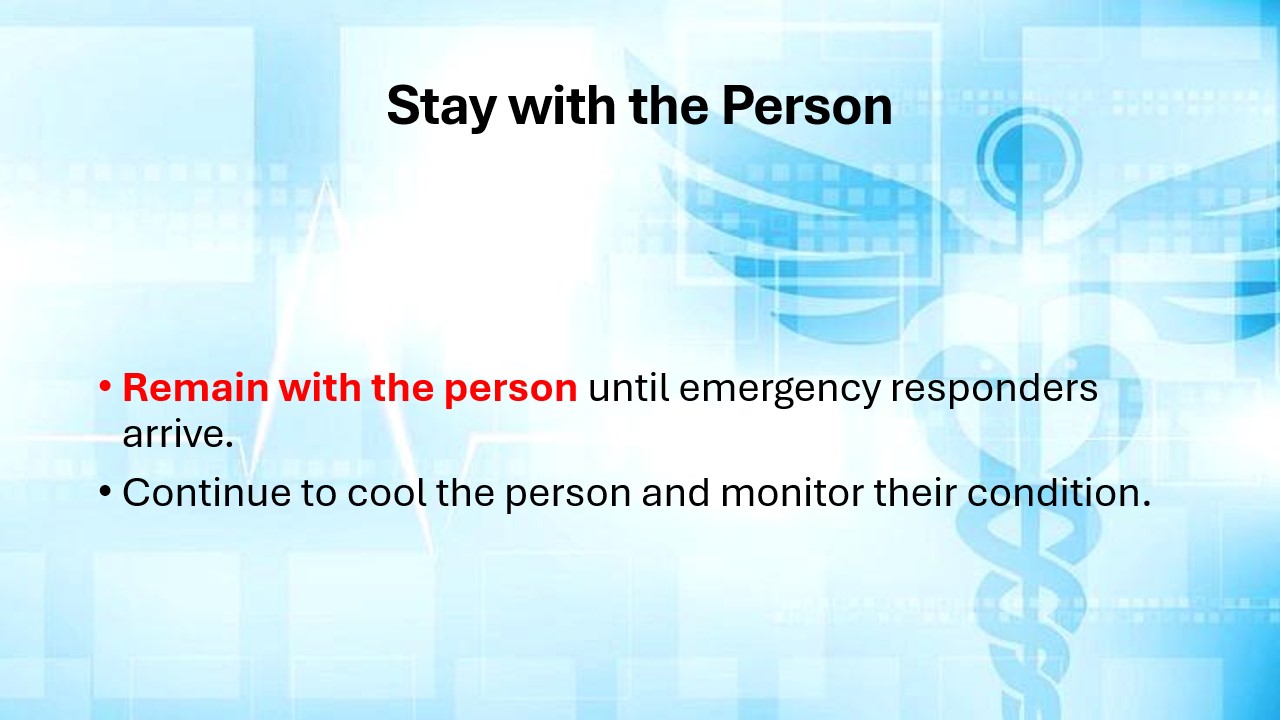 Stay with the Person
• Remain with the person until emergency responders
arrive.
• Continue to cool the person and monitor their condition.